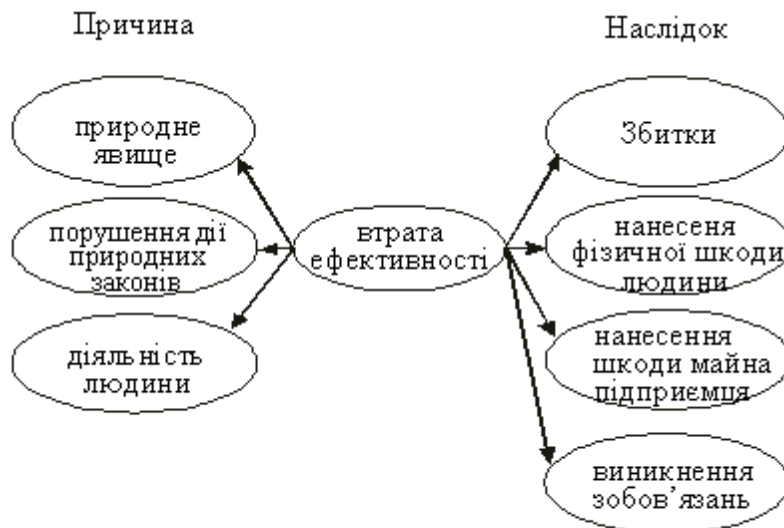 Причина
Наслідок
природне
явище
порушення дії
природних
законів
діяльність
людини
втрата
ефективності
Збитки
нанесеня
фізичної шкоди
людини
нанесення
шкоди майна
підприємця
виникнення
зобов’язань